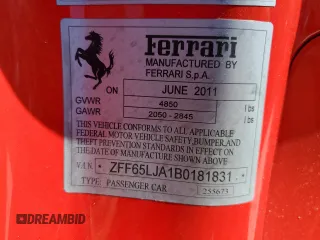 Ferrari
MANUFACTURED BY
FERRARI S.p.A.
ON JUNE 2011
GVWR 4850 lbs
GAWR 2050 - 2845 lbs
THIS VEHICLE CONFORMS TO ALL APPLICABLE
FEDERAL MOTOR VEHICLE SAFETY, BUMPER, AND
THEFT PREVENTION STANDARDS IN EFFECT ON
THE DATE OF MANUFACTURE SHOWN ABOVE
V.I.N. ZFF65LJA1B0181831
TYPE: PASSENGER CAR 255673
DREAMBID